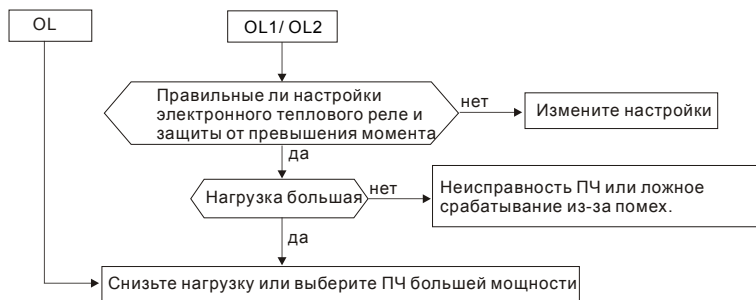 OL
OL1/ OL2
Правильные ли настройки
электронного теплового реле и
защиты от превышения момента
нет
Измените настройки
да
Нагрузка большая
нет
Неисправность ПЧ или ложное
срабатывание из-за помех.
да
Снизьте нагрузку или выберите ПЧ большей мощности